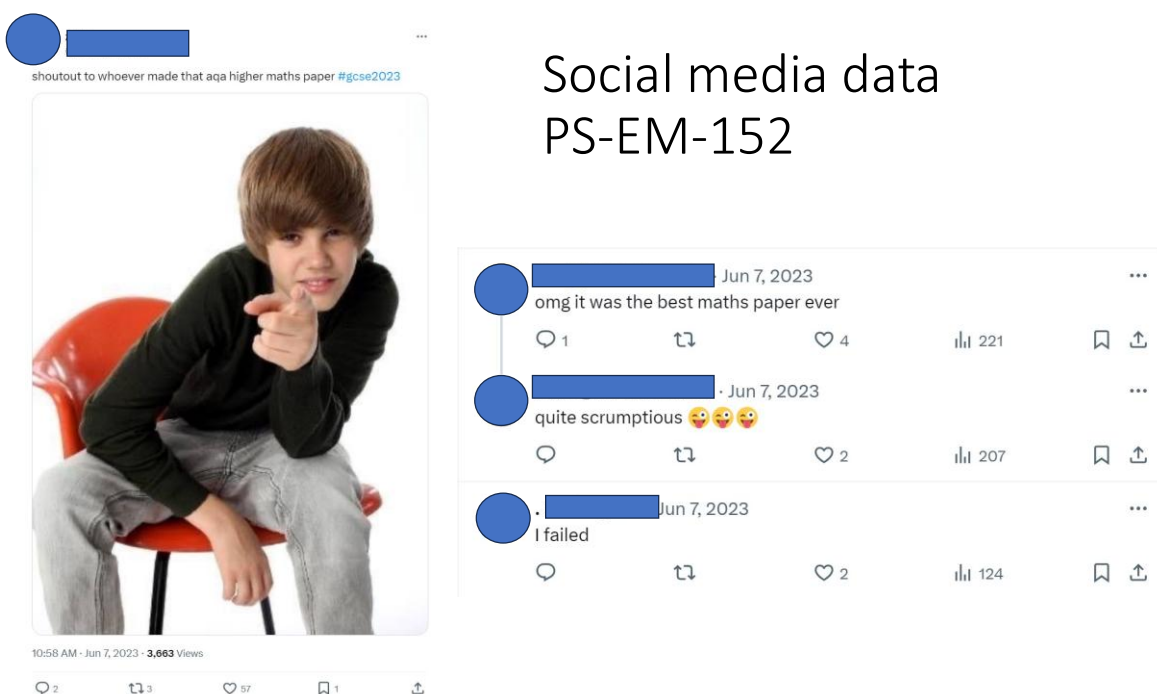 shoutout to whoever made that aqa higher maths paper #gcse2023
10:58 AM · Jun 7, 2023 · 3,663 Views
2 3 57 1
Social media data
PS-EM-152
· Jun 7, 2023
omg it was the best maths paper ever
1 4 221
· Jun 7, 2023
quite scrumptious 😜😜😜
2 207
. Jun 7, 2023
I failed
2 124